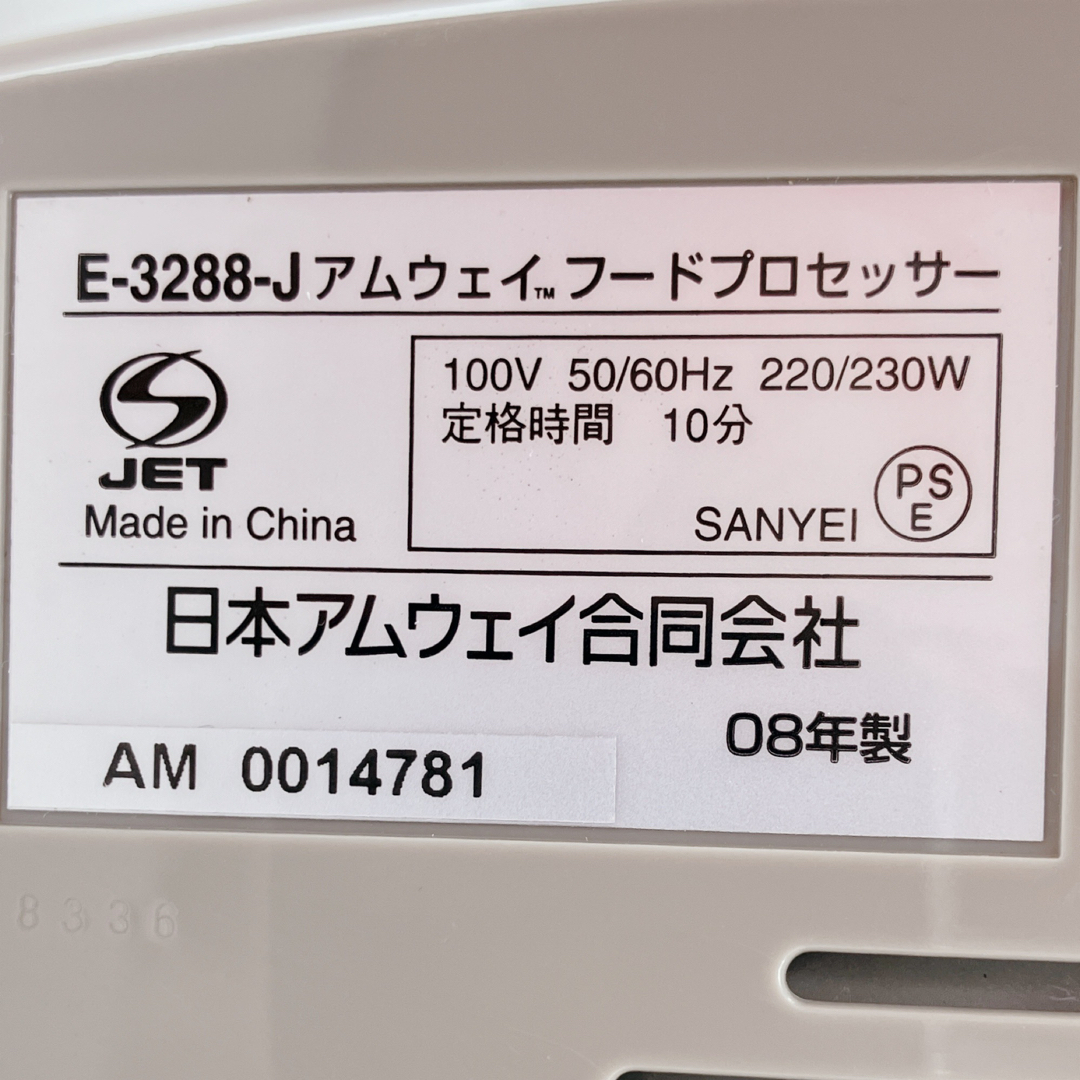 E-3288-Jアムウェイ™フードプロセッサー
JET
Made in China
100V 50/60Hz 220/230W
定格時間 10分
SANYEI
PS
E
日本アムウェイ合同会社
08年製
AM 0014781
8336